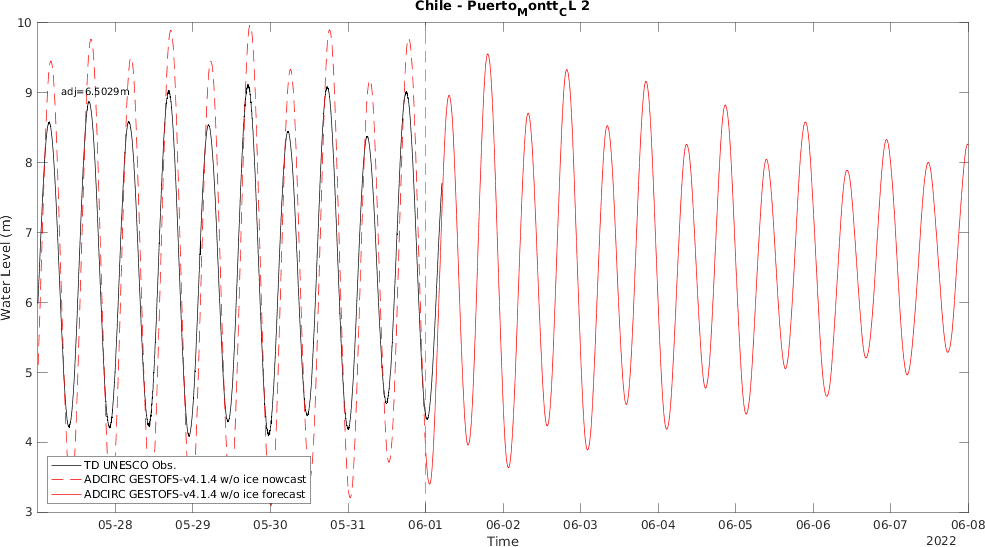 Chile - Puerto_Montt_CL 2
10
9
8
7
6
5
4
3
Water Level (m)
adj=6.5029m
TD UNESCO Obs.
ADCIRC GESTOFS-v4.1.4 w/o ice nowcast
ADCIRC GESTOFS-v4.1.4 w/o ice forecast
05-28 05-29 05-30 05-31 06-01 06-02 06-03 06-04 06-05 06-06 06-07 06-08
Time
2022